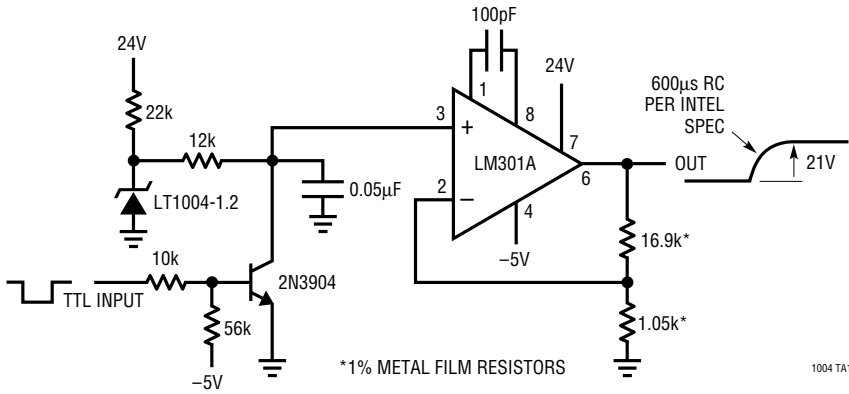 100pF
24V
24V
600µs RC
PER INTEL
SPEC
22k
1
8
3
7
12k
+
LM301A
OUT
21V
6
2
–
0.05µF
LT1004-1.2
4
16.9k*
–5V
10k
2N3904
TTL INPUT
56k
1.05k*
*1% METAL FILM RESISTORS
–5V
1004 TA1